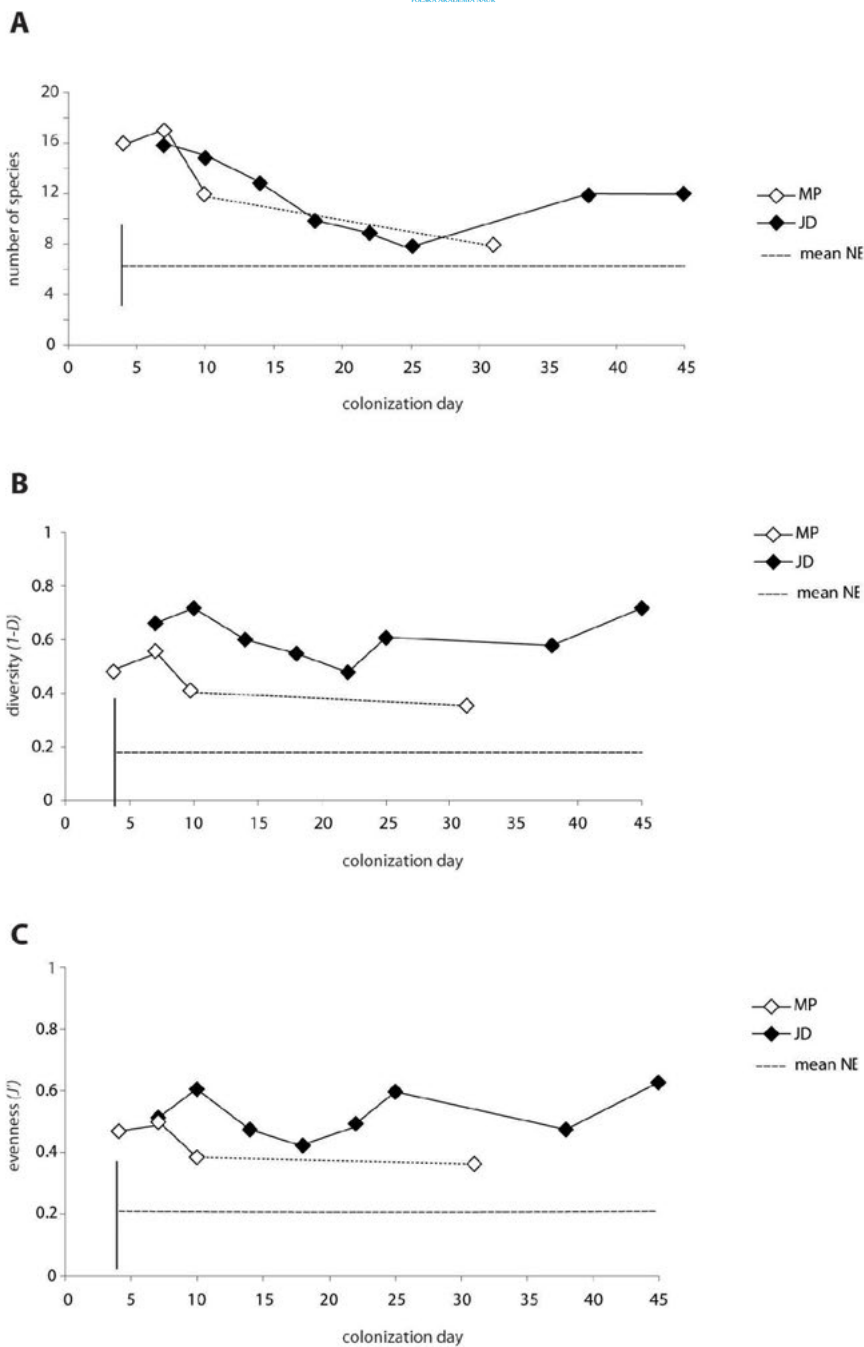 A
20
16
12
8
4
0
number of species
0 5 10 15 20 25 30 35 40 45
colonization day
MP
JD
mean NE
B
1
0.8
0.6
0.4
0.2
0
diversity (1-D)
0 5 10 15 20 25 30 35 40 45
colonization day
MP
JD
mean NE
C
1
0.8
0.6
0.4
0.2
0
evenness (J')
0 5 10 15 20 25 30 35 40 45
colonization day
MP
JD
mean NE